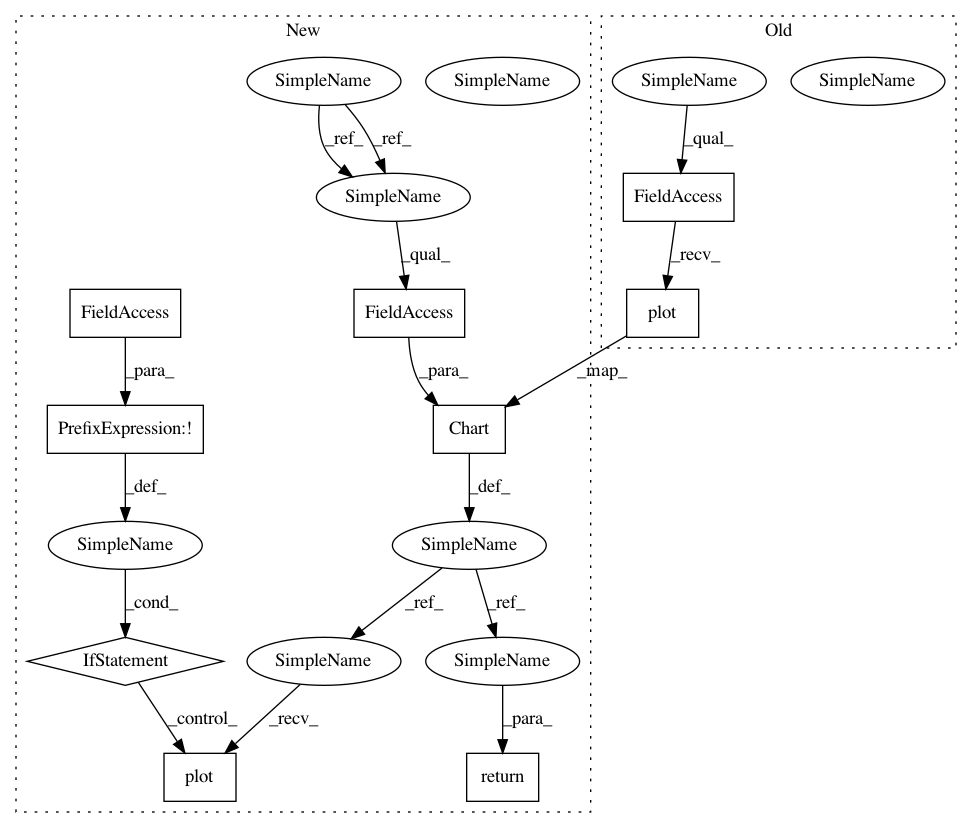 New
Old
SimpleName
SimpleName
SimpleName
SimpleName
_ref_
_ref_
_qual_
SimpleName
FieldAccess
_qual_
_recv_
FieldAccess
FieldAccess
plot
_para_
_para_
_map_
PrefixExpression:!
Chart
_def_
_def_
SimpleName
SimpleName
_cond_
_ref_
_ref_
IfStatement
SimpleName
SimpleName
_control_
_recv_
_para_
plot
return